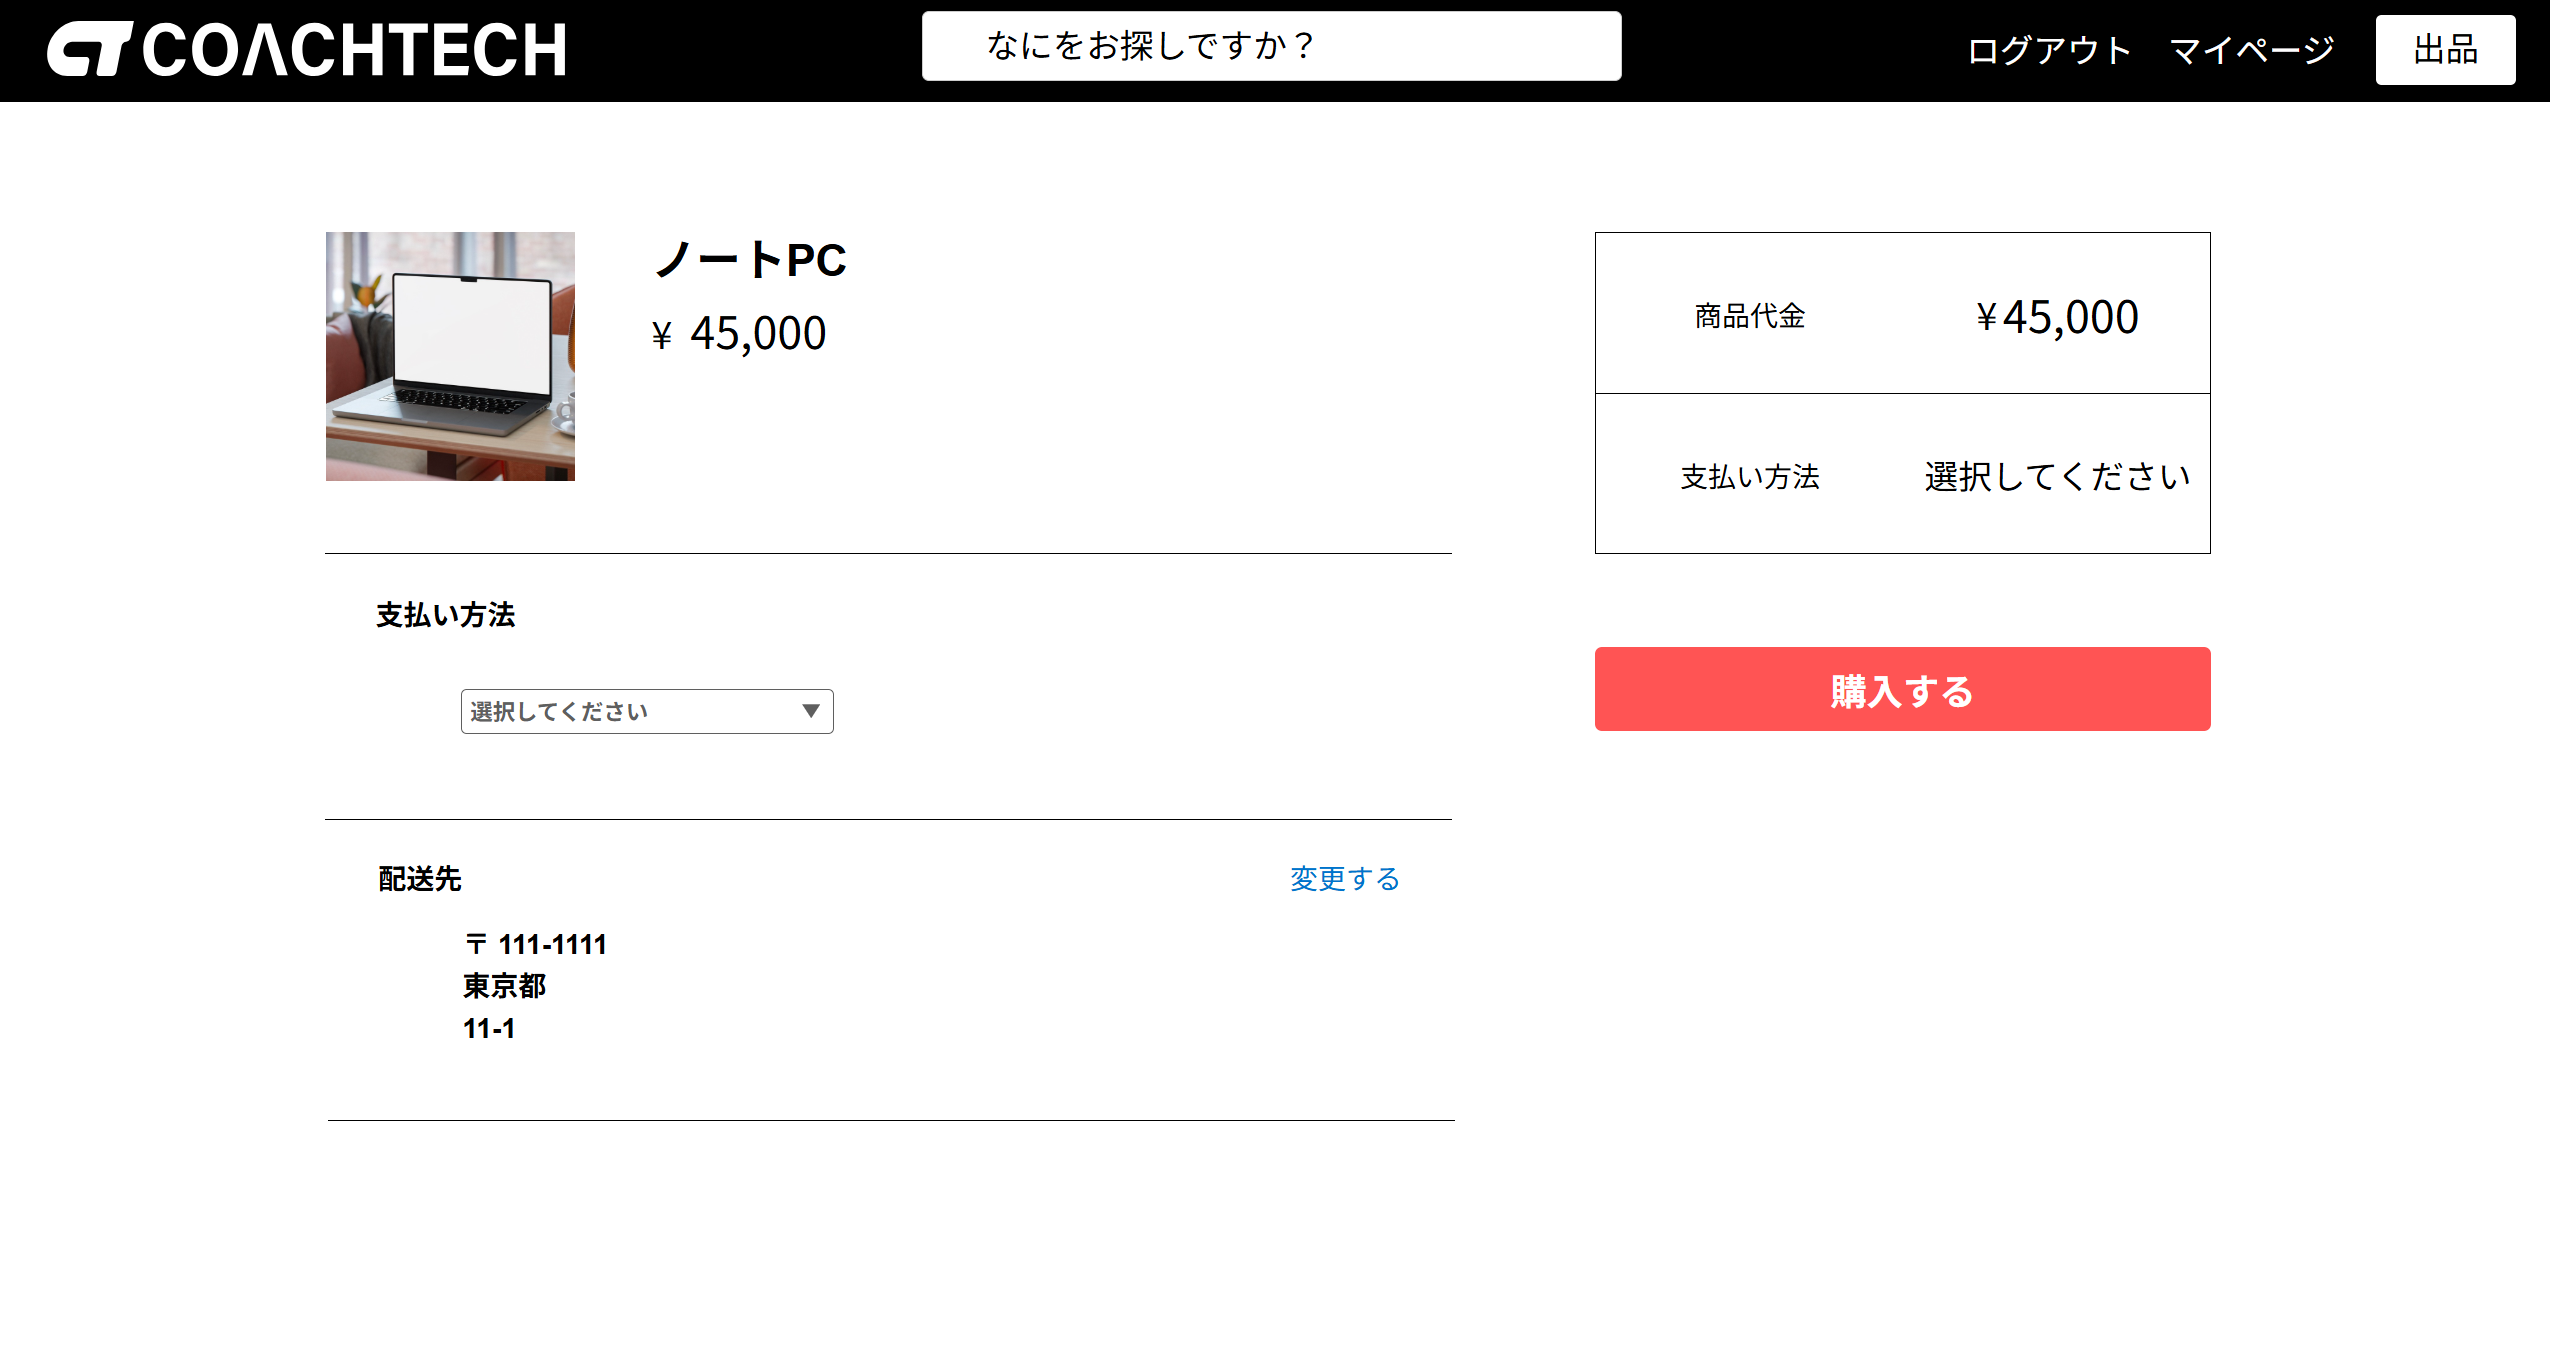 COACHTECH
なにをお探しですか？
ログアウト
マイページ
出品
ノートPC
¥ 45,000
商品代金
¥45,000
支払い方法
選択してください
支払い方法
選択してください
購入する
配送先
変更する
〒 111-1111
東京都
11-1